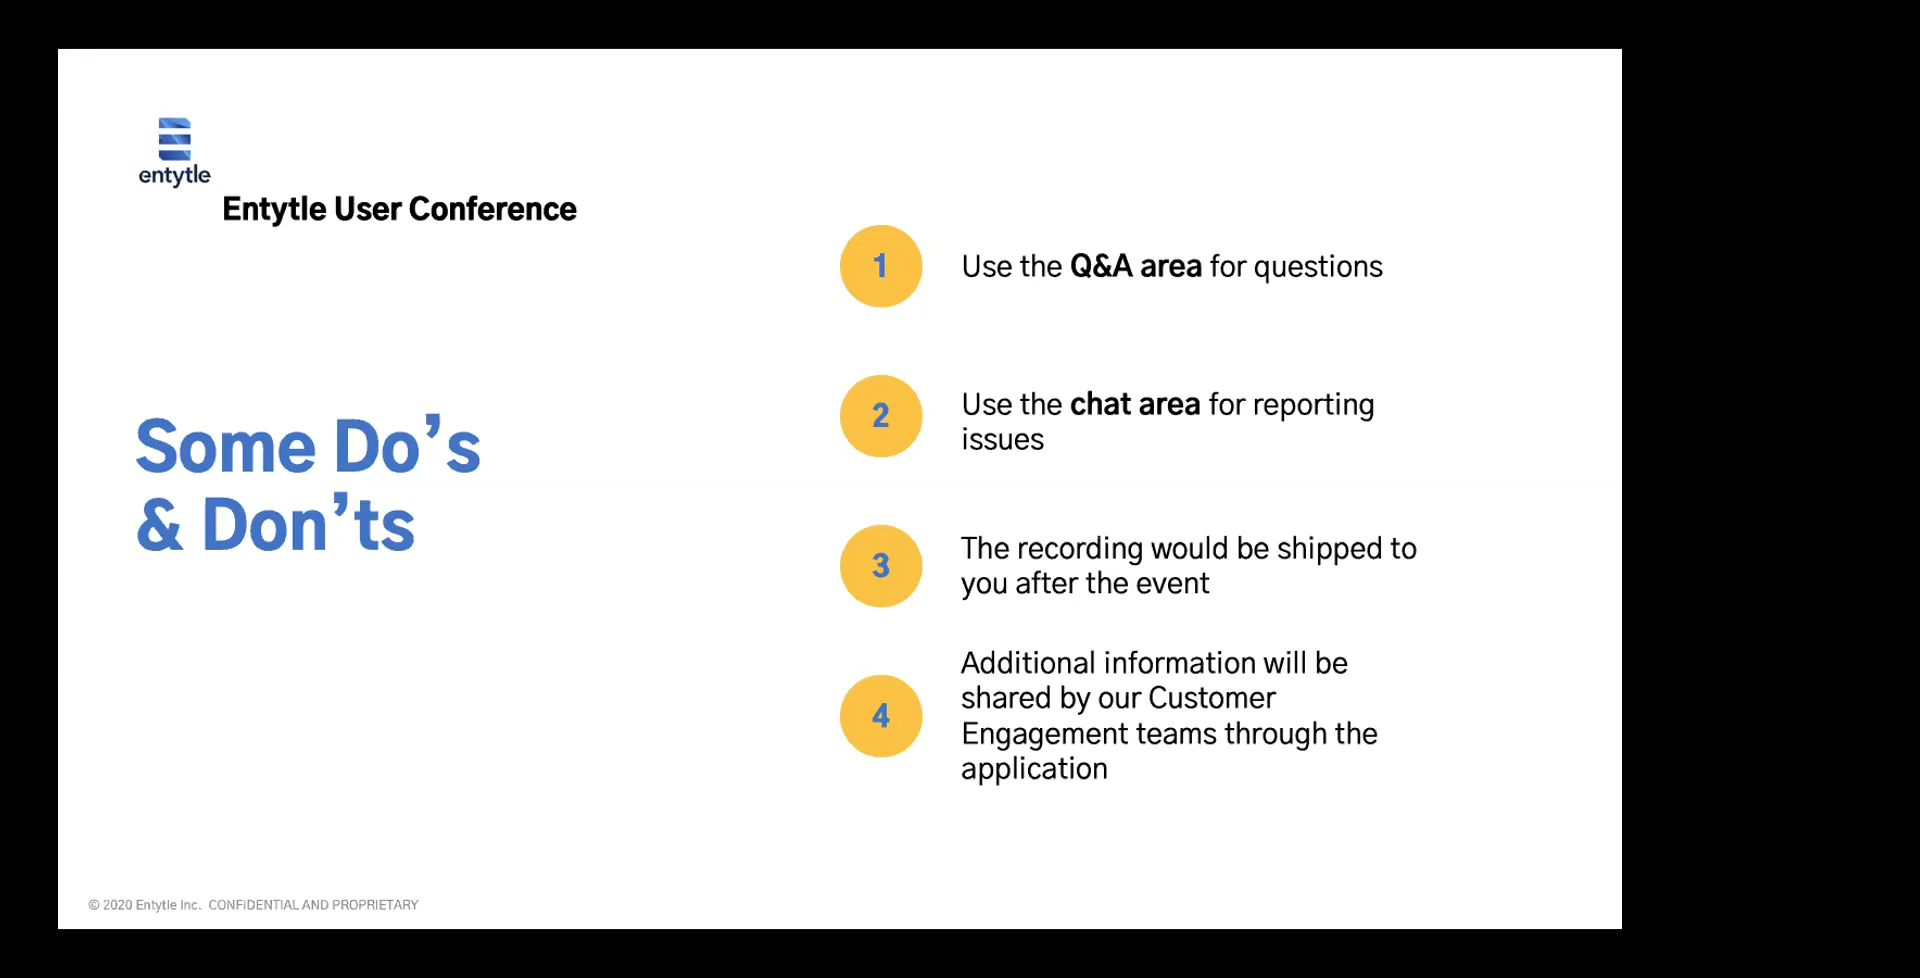 entytle
Entytle User Conference
Some Do’s
& Don’ts
1
Use the Q&A area for questions
2
Use the chat area for reporting
issues
3
The recording would be shipped to
you after the event
4
Additional information will be
shared by our Customer
Engagement teams through the
application
© 2020 Entytle Inc. CONFiDENTIAL AND PROPRIETARY